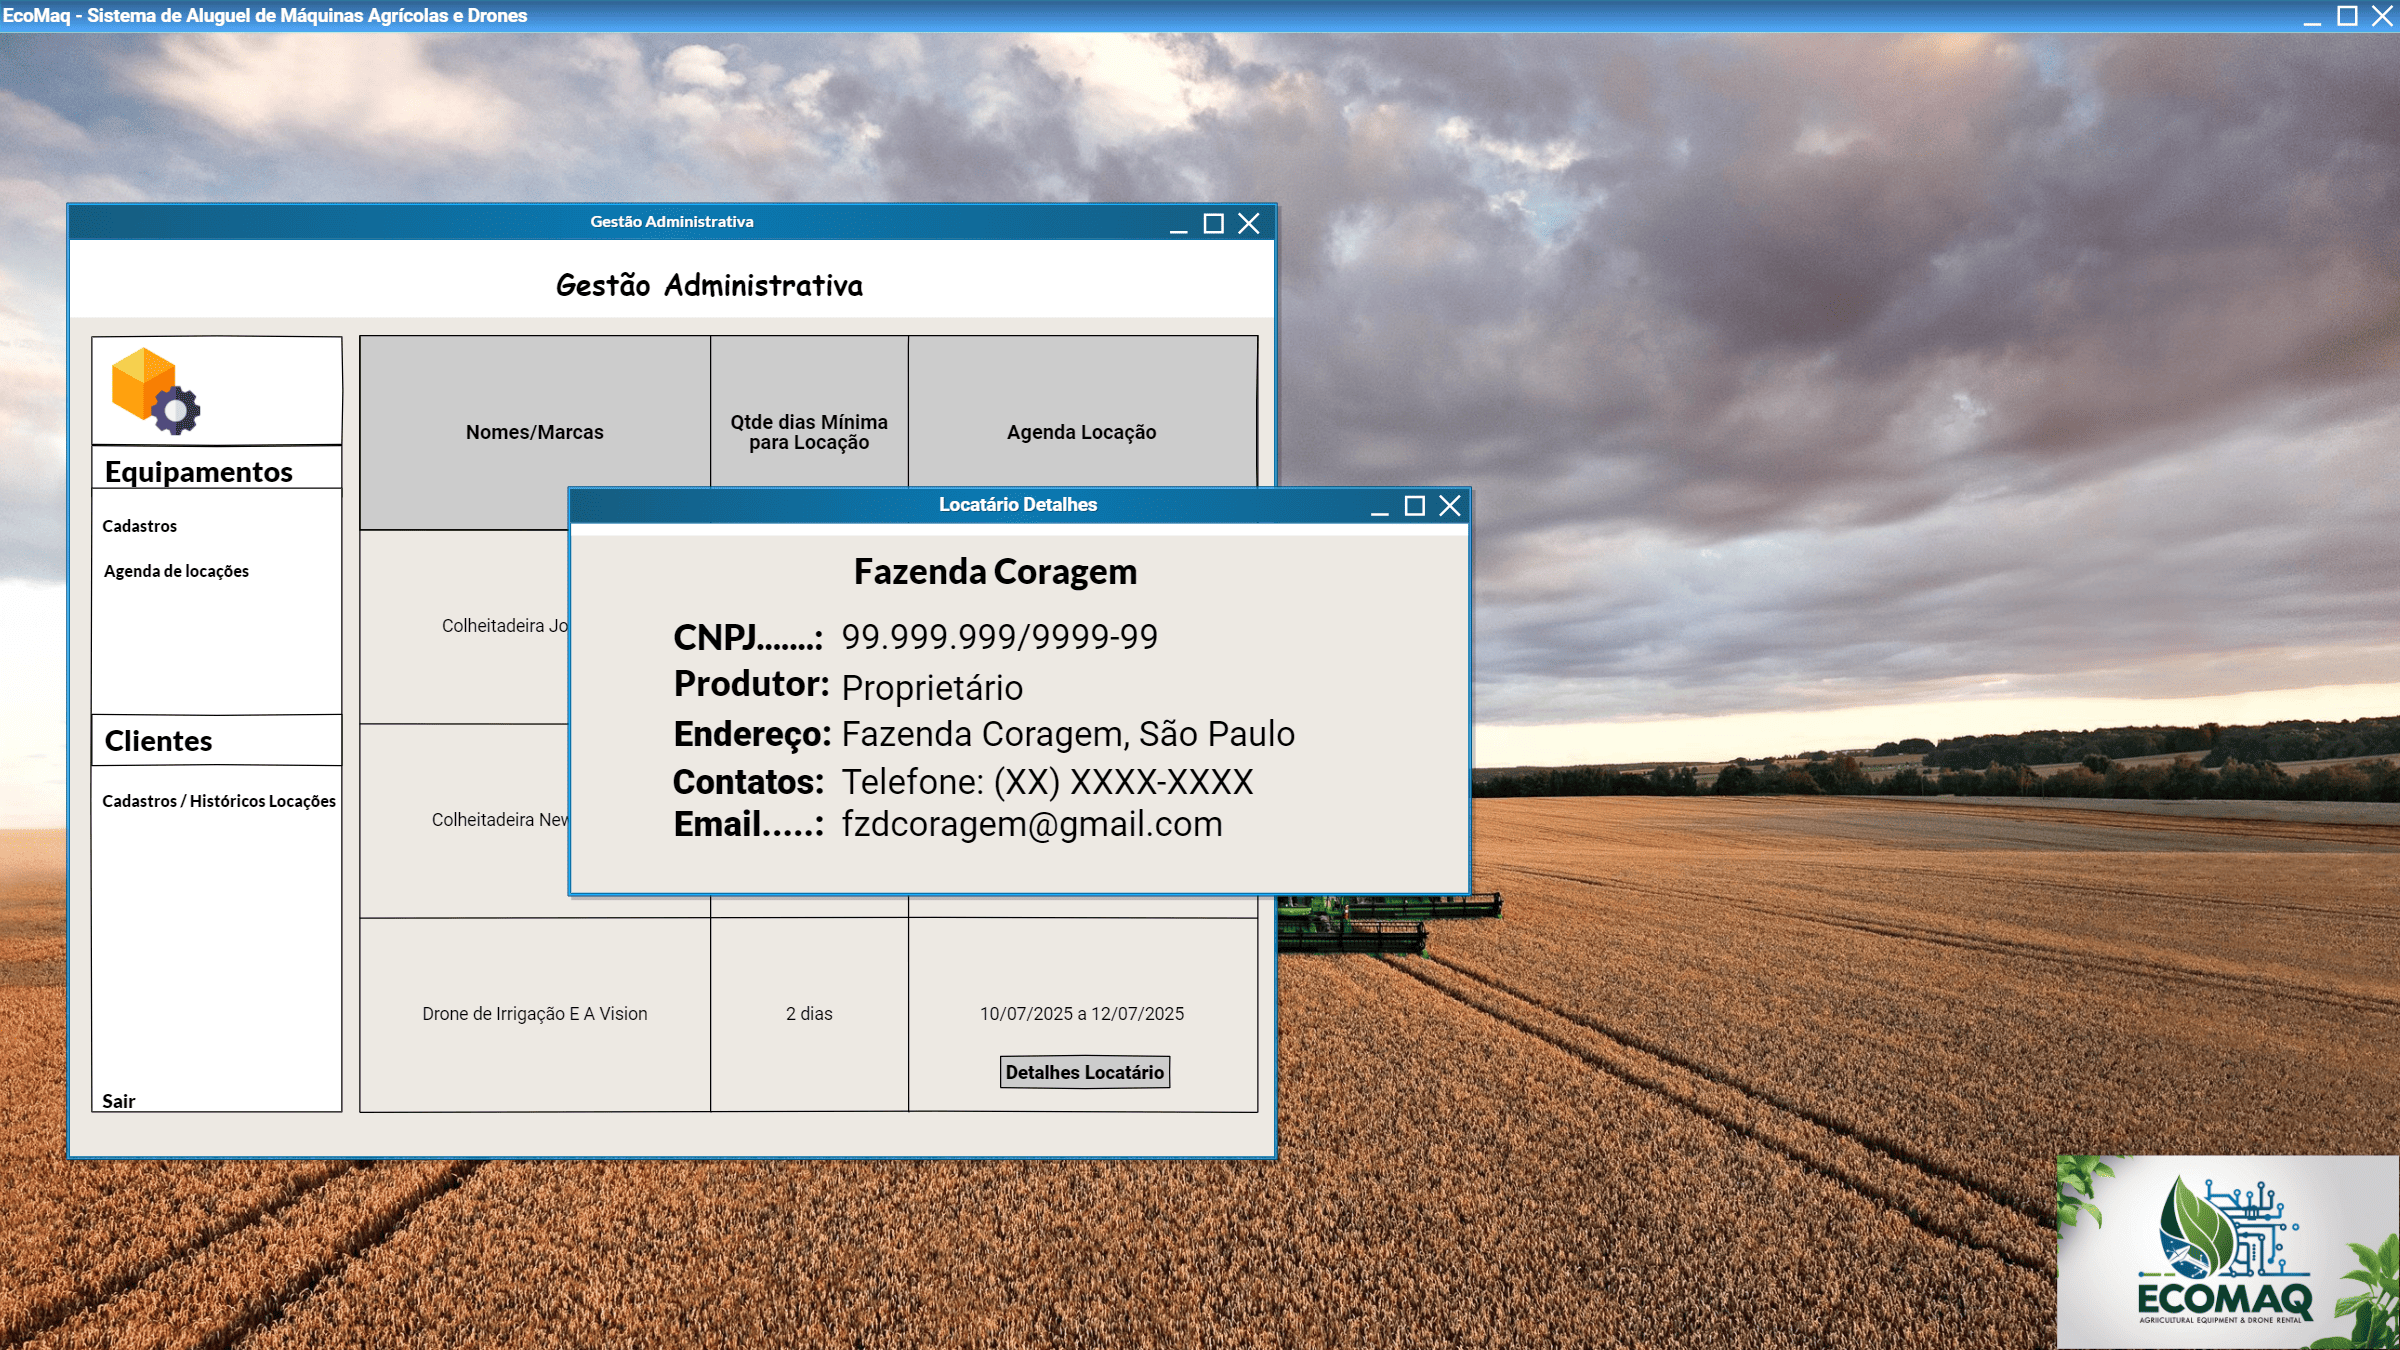 EcoMaq - Sistema de Aluguel de Máquinas Agrícolas e Drones
Gestão Administrativa
Gestão Administrativa
Equipamentos
Cadastros
Agenda de locações
Clientes
Cadastros / Históricos Locações
Sair
Nomes/Marcas
Qtde dias Mínima
para Locação
Agenda Locação
Colheitadeira Jo
Colheitadeira New
Drone de Irrigação E A Vision
2 dias
10/07/2025 a 12/07/2025
Detalhes Locatário
Locatário Detalhes
Fazenda Coragem
CNPJ.......: 99.999.999/9999-99
Produtor: Proprietário
Endereço: Fazenda Coragem, São Paulo
Contatos: Telefone: (XX) XXXX-XXXX
Email.....: fzdcoragem@gmail.com
ECOMAQ
AGRIICULTURAL EQUIPMENT & DRONE RENTAL